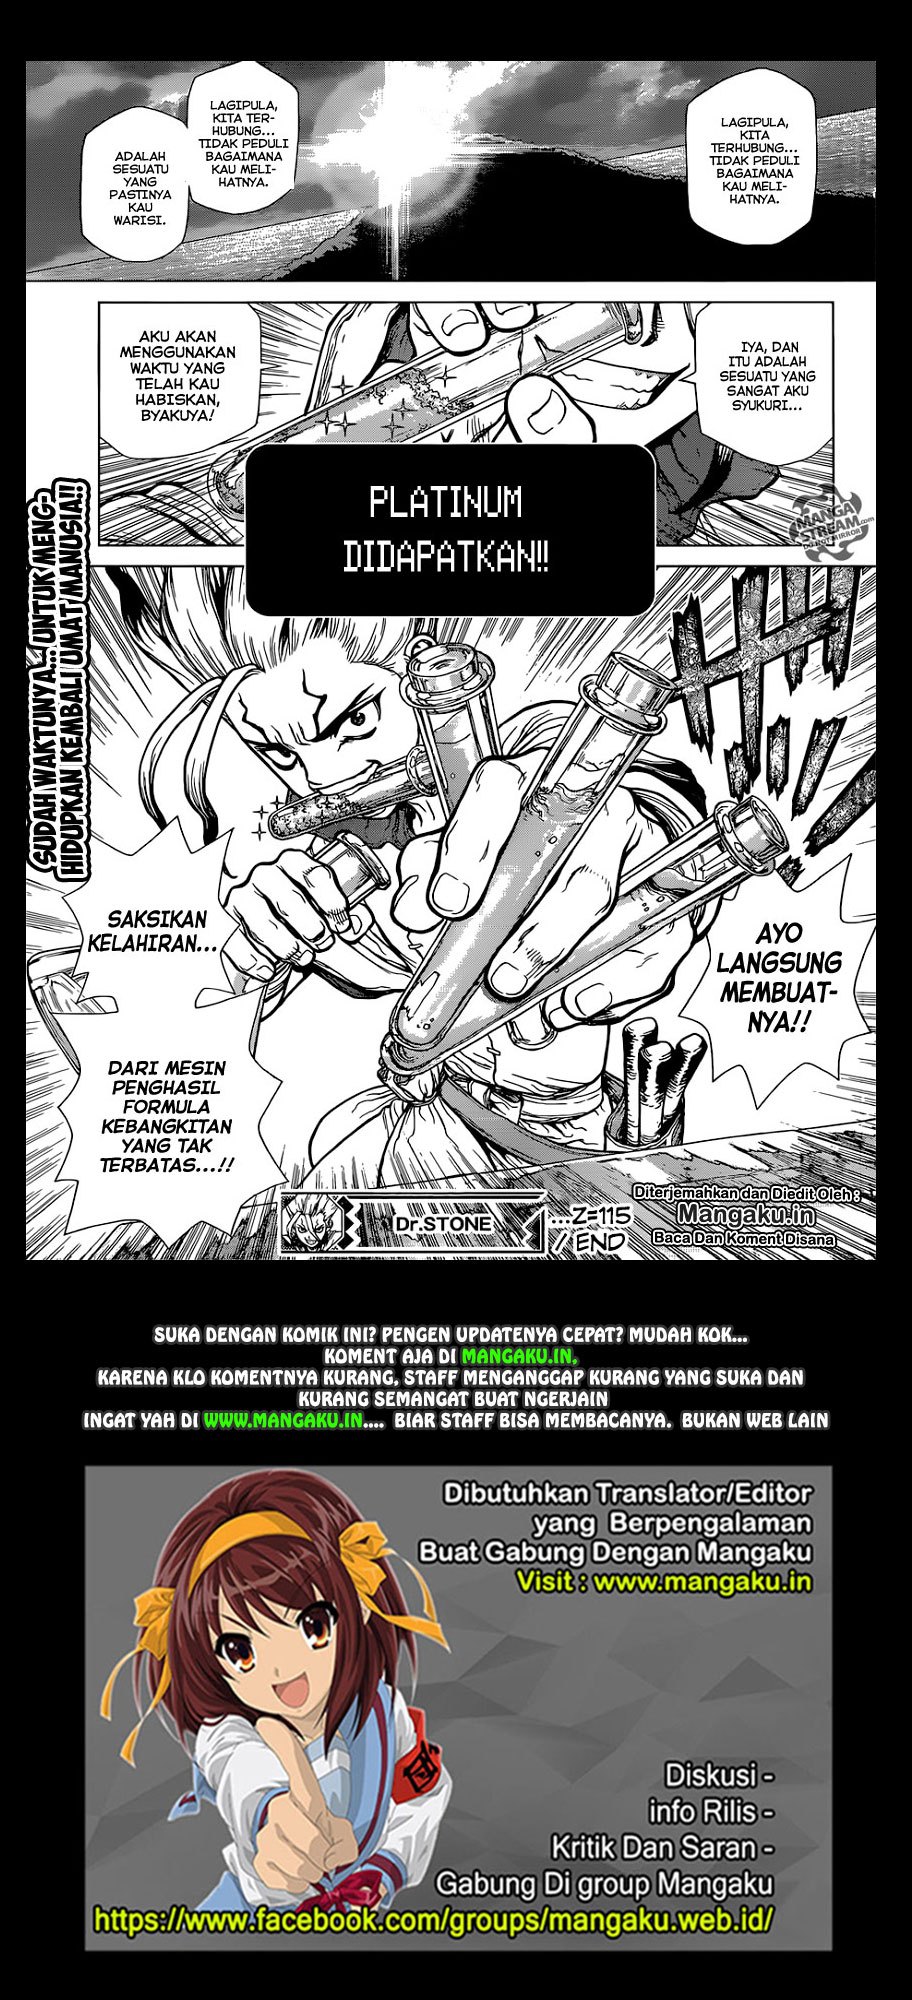 LAGIPULA,
KITA
TERHUBUNG...
TIDAK PEDULI
BAGAIMANA
KAU MELI-
HATNYA.
LAGIPULA,
KITA TER-
HUBUNG...
TIDAK PEDULI
BAGAIMANA
KAU MELI-
HATNYA.
ADALAH
SESUATU
YANG
PASTINYA
KAU
WARISI.
IYA, DAN
ITU ADALAH
SESUATU YANG
SANGAT AKU
SYUKURI...
AKU AKAN
MENGGUNAKAN
WAKTU YANG
TELAH KAU
HABISKAN,
BYAKUYA!
PLATINUM
DIDAPATKAN!!
MANGA
STREAM.com
DO NOT MIRROR
SUDAH WAKTUNYA... UNTUK MENG-
HIDUPKAN KEMBALI UMAT MANUSIA!!
AYO
LANGSUNG
MEMBUAT-
NYA!!
SAKSIKAN
KELAHIRAN...
DARI MESIN
PENGHASIL
FORMULA
KEBANGKITAN
YANG TAK
TERBATAS...!!
Dr.STONE
...Z=115
/ END
Diterjemahkan dan Diedit Oleh :
Mangaku.in
Baca Dan Koment Disana
SUKA DENGAN KOMIK INI? PENGEN UPDATENYA CEPAT? MUDAH KOK...
KOMENT AJA DI MANGAKU.IN,
KARENA KLO KOMENTNYA KURANG, STAFF MENGANGGAP KURANG YANG SUKA DAN
KURANG SEMANGAT BUAT NGERJAIN
INGAT YAH DI WWW.MANGAKU.IN.... BIAR STAFF BISA MEMBACANYA. BUKAN WEB LAIN
Dibutuhkan Translator/Editor
yang Berpengalaman
Buat Gabung Dengan Mangaku
Visit : www.mangaku.in
Diskusi -
info Rilis -
Kritik Dan Saran -
Gabung Di group Mangaku
https://www.facebook.com/groups/mangaku.web.id/